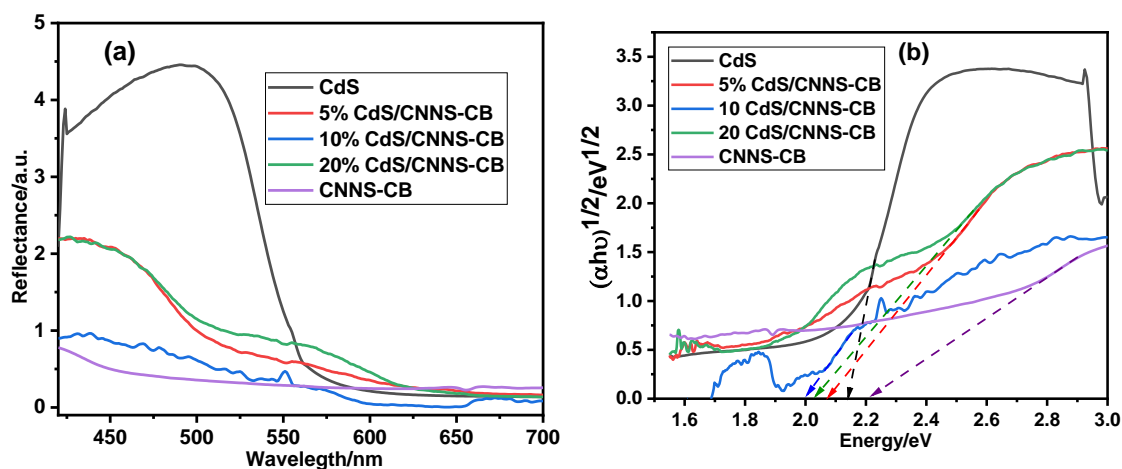 (a)
Reflectance/a.u.
5
4
3
2
1
0
CdS
5% CdS/CNNS-CB
10% CdS/CNNS-CB
20% CdS/CNNS-CB
CNNS-CB
450 500 550 600 650 700
Wavelegth/nm
(b)
(αhυ)1/2/eV1/2
3.5
3.0
2.5
2.0
1.5
1.0
0.5
0.0
CdS
5% CdS/CNNS-CB
10 CdS/CNNS-CB
20 CdS/CNNS-CB
CNNS-CB
1.6 1.8 2.0 2.2 2.4 2.6 2.8 3.0
Energy/eV